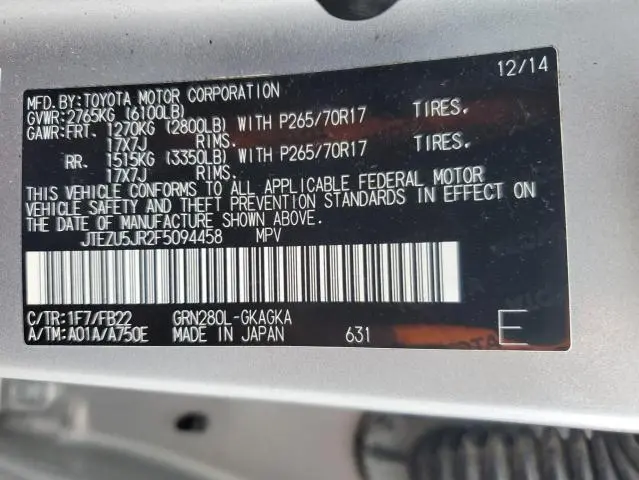 12/14
MFD. BY:TOYOTA MOTOR CORPORATION
GVWR:2765KG (6100LB)
GAWR:FRT. 1270KG (2800LB) WITH P265/70R17 TIRES.
17X7J RIMS.
RR. 1515KG (3350LB) WITH P265/70R17 TIRES.
17X7J RIMS.
THIS VEHICLE CONFORMS TO ALL APPLICABLE FEDERAL MOTOR
VEHICLE SAFETY AND THEFT PREVENTION STANDARDS IN EFFECT ON
THE DATE OF MANUFACTURE SHOWN ABOVE.
JTEZU5JR2F5094458 MPV
C/TR:1F7/FB22 GRN280L-GKAGKA
A/TM:A01A/A750E MADE IN JAPAN 631 E